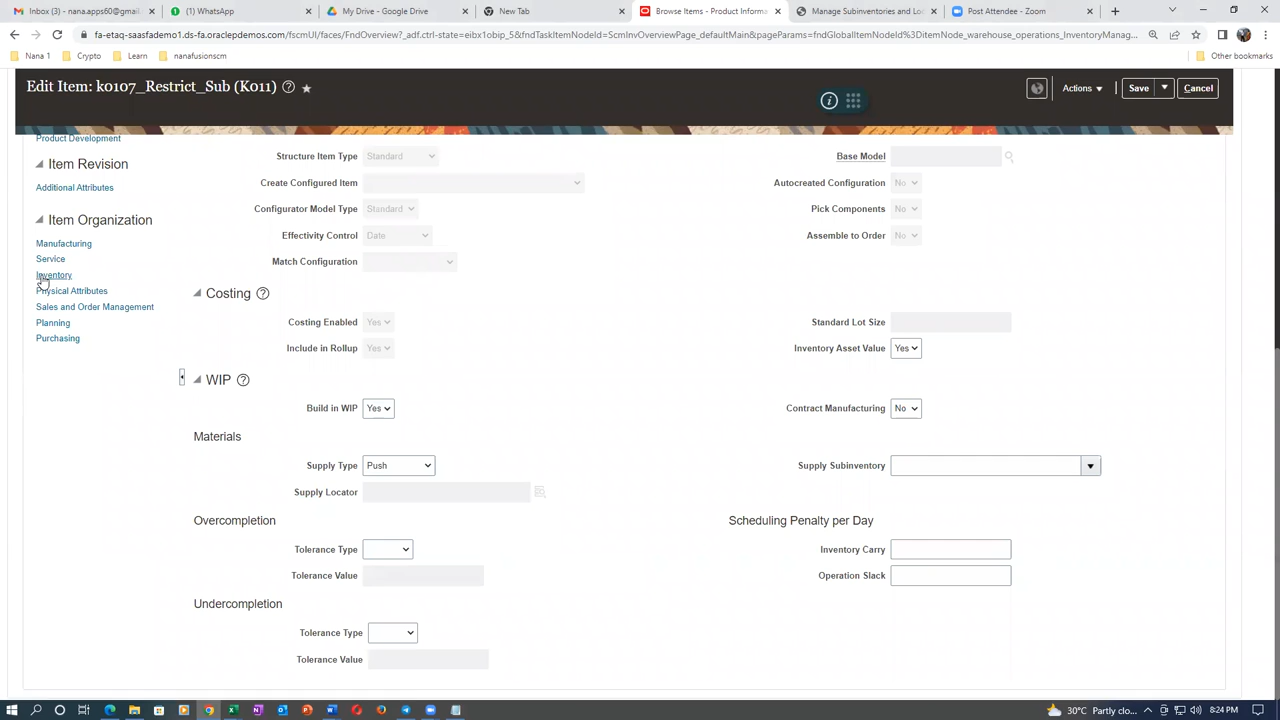 nana.apps60@gmail
(1) WhatsApp
My Drive - Google Drive
New Tab
Browse Items - Product Informa
Manage Subinventories and Lo
Post Attendee - Zoom
fa-etaq-saasfademo1.ds-fa.oraclepdemos.com/fscmUI/faces/FndOverview?_adf.ctrl-state=eibx1obip_5&fndTaskItemNodeId=ScmInvOverviewPage_defaultMain&pageParams=fndGlobalItemNodeId%3DitemNode_warehouse_operations_InventoryManag...
Nana 1
Crypto
Learn
nanafusionscm
Other bookmarks
Edit Item: k0107_Restrict_Sub (K011)
Actions
Save
Cancel
Product Development
Item Revision
Additional Attributes
Item Organization
Manufacturing
Service
Inventory
Physical Attributes
Sales and Order Management
Planning
Purchasing
Structure Item Type Standard
Base Model
Create Configured Item
Autocreated Configuration No
Configurator Model Type Standard
Pick Components No
Effectivity Control Date
Assemble to Order No
Match Configuration
Costing
Costing Enabled Yes
Standard Lot Size
Include in Rollup Yes
Inventory Asset Value Yes
WIP
Build in WIP Yes
Contract Manufacturing No
Materials
Supply Type Push
Supply Subinventory
Supply Locator
Overcompletion
Scheduling Penalty per Day
Tolerance Type
Inventory Carry
Tolerance Value
Operation Slack
Undercompletion
Tolerance Type
Tolerance Value
30°C Partly clo...
8:24 PM